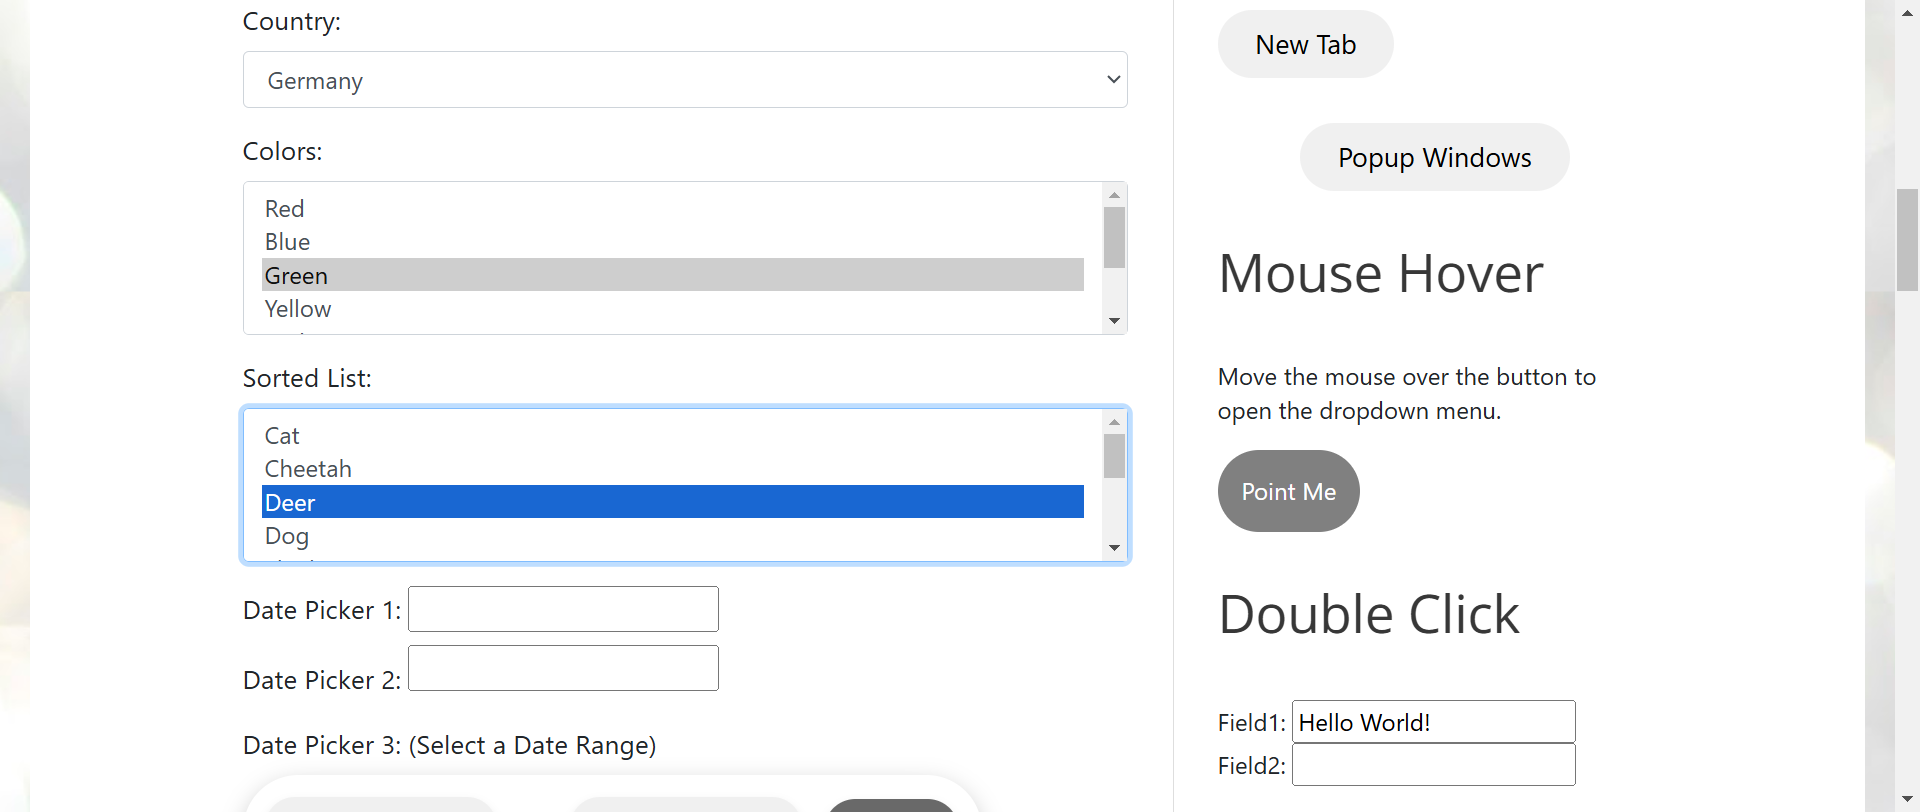 Country:
Germany
Colors:
Red
Blue
Green
Yellow
Sorted List:
Cat
Cheetah
Deer
Dog
Date Picker 1:
Date Picker 2:
Date Picker 3: (Select a Date Range)
New Tab
Popup Windows
Mouse Hover
Move the mouse over the button to
open the dropdown menu.
Point Me
Double Click
Field1: Hello World!
Field2: